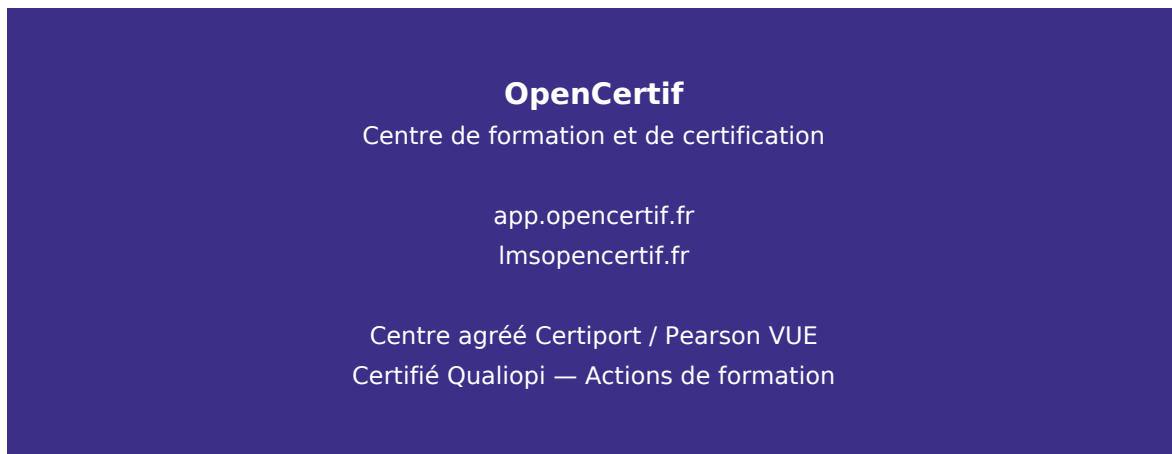 OpenCertif
Centre de formation et de certification
app.opencertif.fr
lmsopencertif.fr
Centre agréé Certiport / Pearson VUE
Certifié Qualiopi — Actions de formation